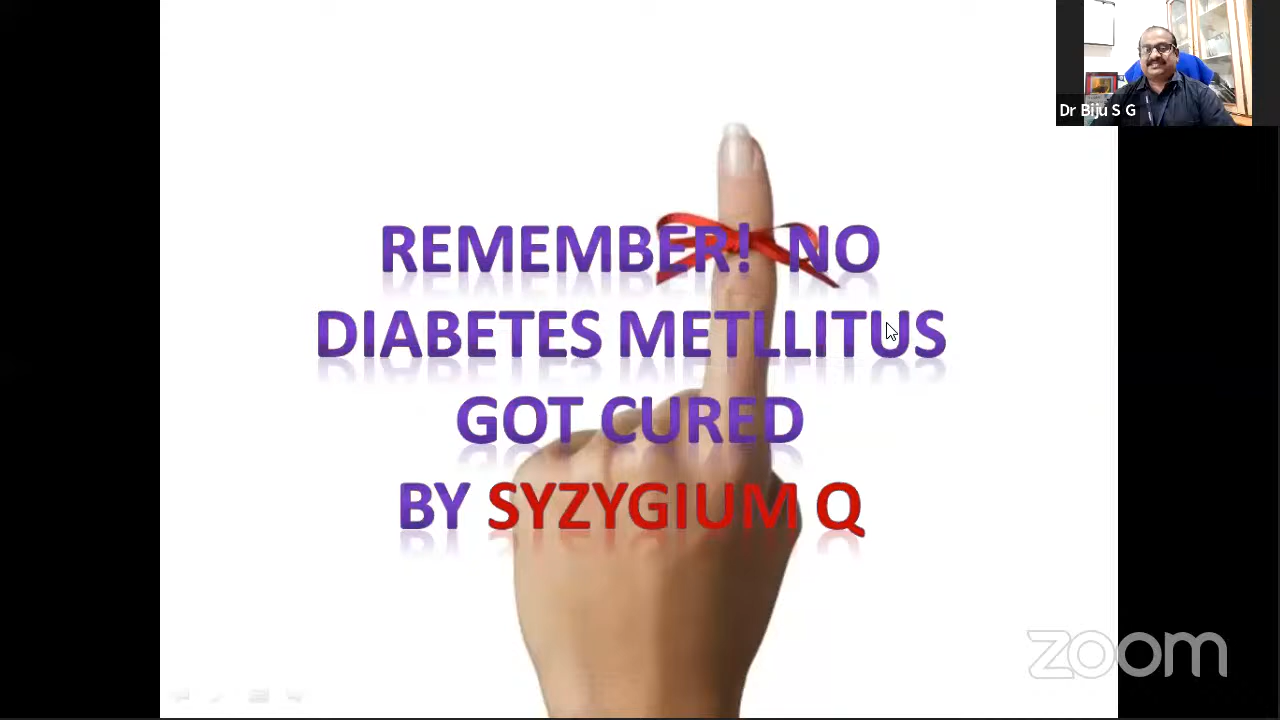 Dr Biju S G
REMEMBER! NO
DIABETES METLLITUS
GOT CURED
BY SYZYGIUM Q
zoom